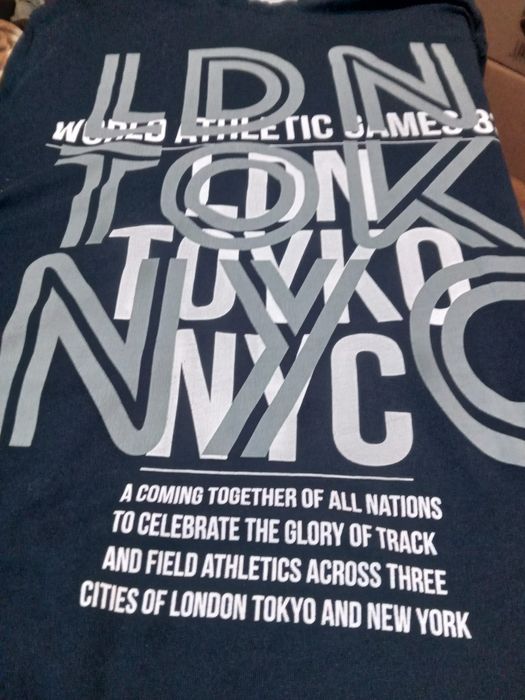 LDN
WORLD ATHLETIC GAMES
TOK
LDN
TOYKO
NYC
NYC
A COMING TOGETHER OF ALL NATIONS
TO CELEBRATE THE GLORY OF TRACK
AND FIELD ATHLETICS ACROSS THREE
CITIES OF LONDON TOKYO AND NEW YORK